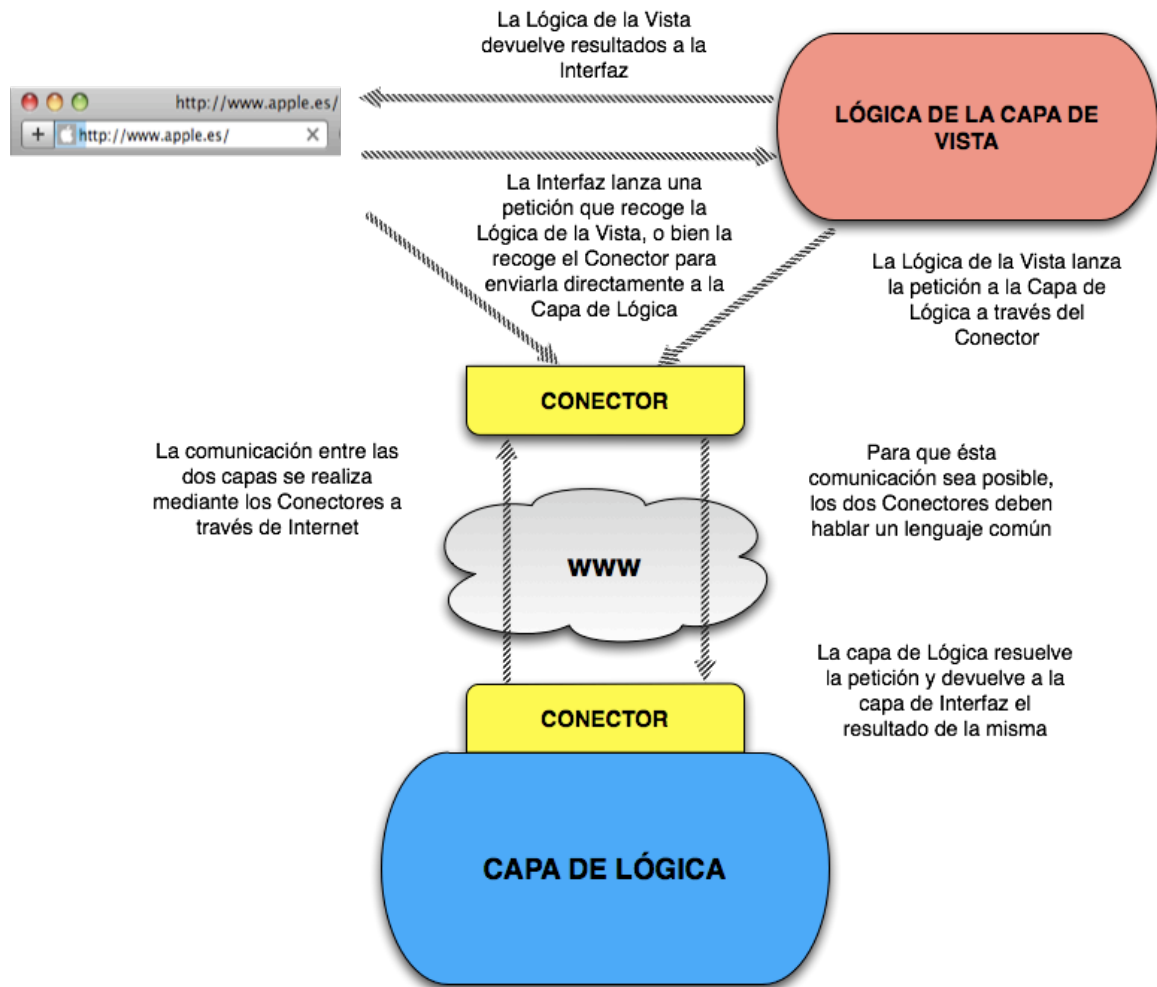 La Lógica de la Vista
devuelve resultados a la
Interfaz
http://www.apple.es/
http://www.apple.es/
LÓGICA DE LA CAPA DE
VISTA
La Interfaz lanza una
petición que recoge la
Lógica de la Vista, o bien la
recoge el Conector para
enviarla directamente a la
Capa de Lógica
La Lógica de la Vista lanza
la petición a la Capa de
Lógica a través del
Conector
CONECTOR
La comunicación entre las
dos capas se realiza
mediante los Conectores a
través de Internet
Para que ésta
comunicación sea posible,
los dos Conectores deben
hablar un lenguaje común
www
La capa de Lógica resuelve
la petición y devuelve a la
capa de Interfaz el
resultado de la misma
CONECTOR
CAPA DE LÓGICA